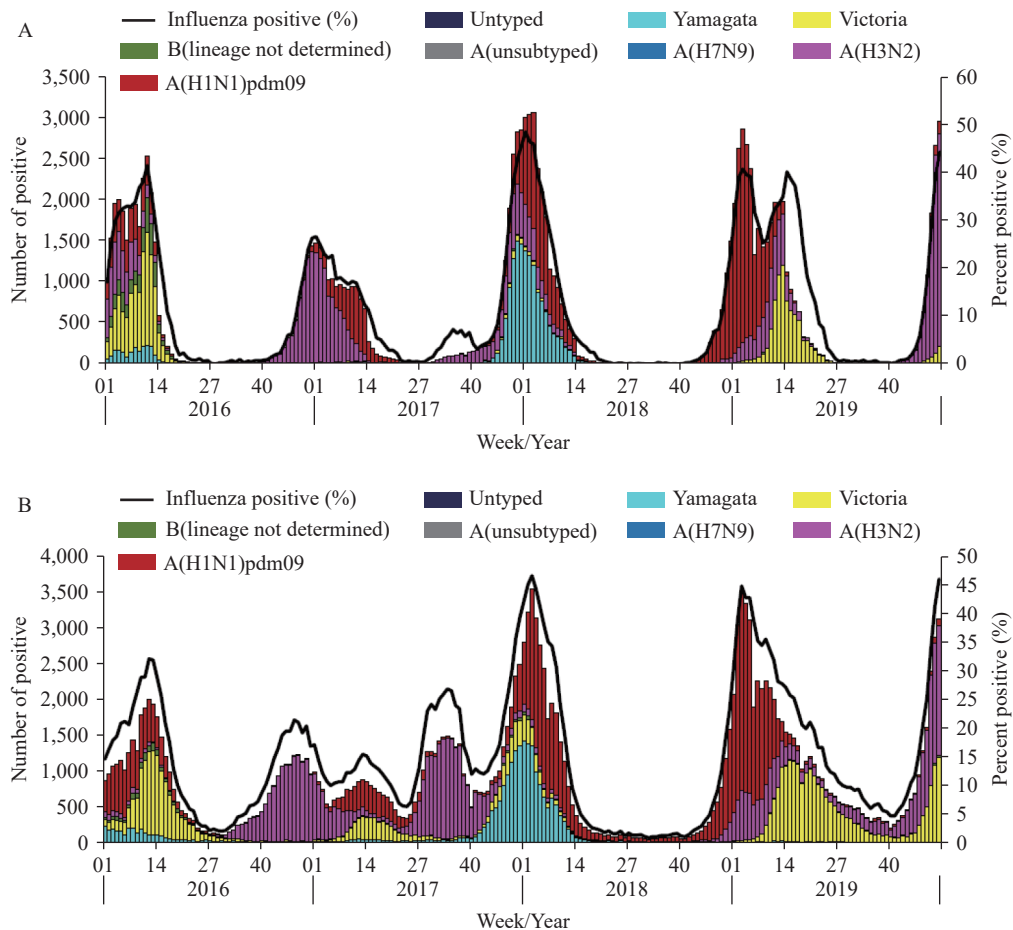 A
Influenza positive (%) Untyped Yamagata Victoria
B(lineage not determined) A(unsubtyped) A(H7N9) A(H3N2)
A(H1N1)pdm09
Number of positive
3,500
3,000
2,500
2,000
1,500
1,000
500
0
Percent positive (%)
60
50
40
30
20
10
0
01 14 27 40 01 14 27 40 01 14 27 40 01 14 27 40
2016 2017 2018 2019
Week/Year
B
Influenza positive (%) Untyped Yamagata Victoria
B(lineage not determined) A(unsubtyped) A(H7N9) A(H3N2)
A(H1N1)pdm09
Number of positive
4,000
3,500
3,000
2,500
2,000
1,500
1,000
500
0
Percent positive (%)
50
45
40
35
30
25
20
15
10
5
0
01 14 27 40 01 14 27 40 01 14 27 40 01 14 27 40
2016 2017 2018 2019
Week/Year